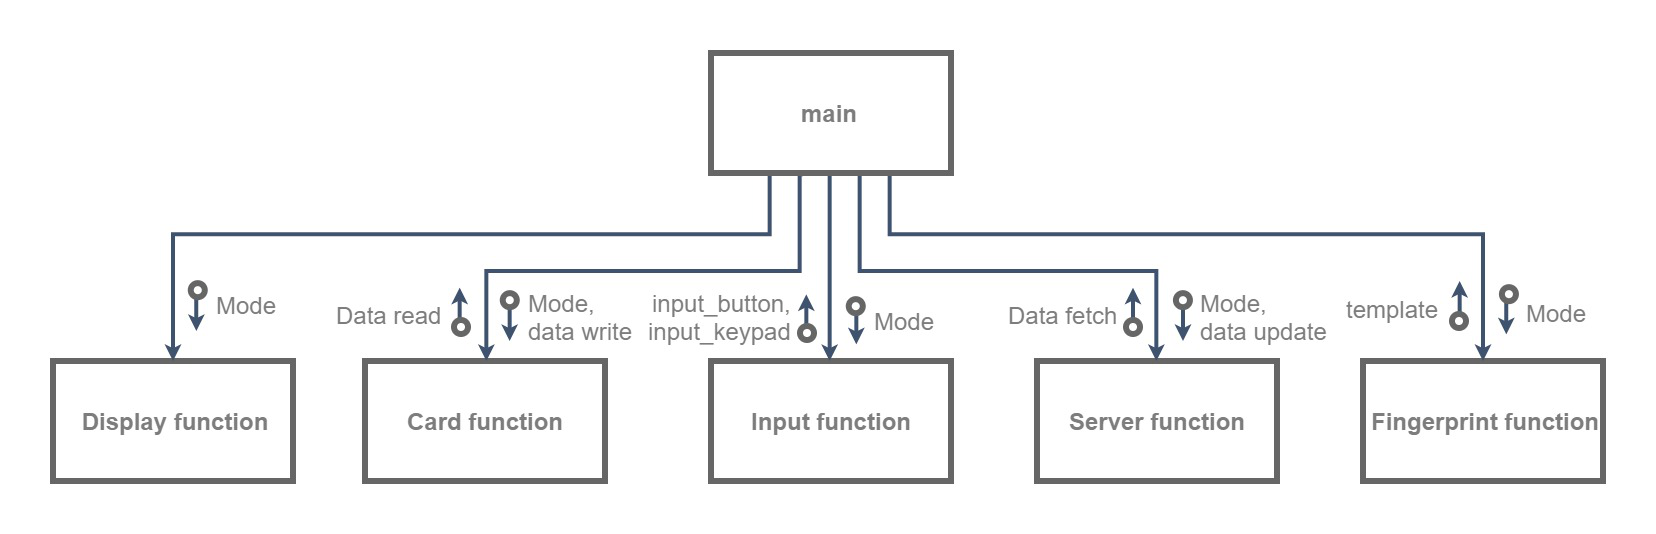 main
Mode
Data read
Mode,
data write
input_button,
input_keypad
Mode
Data fetch
Mode,
data update
template
Mode
Display function
Card function
Input function
Server function
Fingerprint function